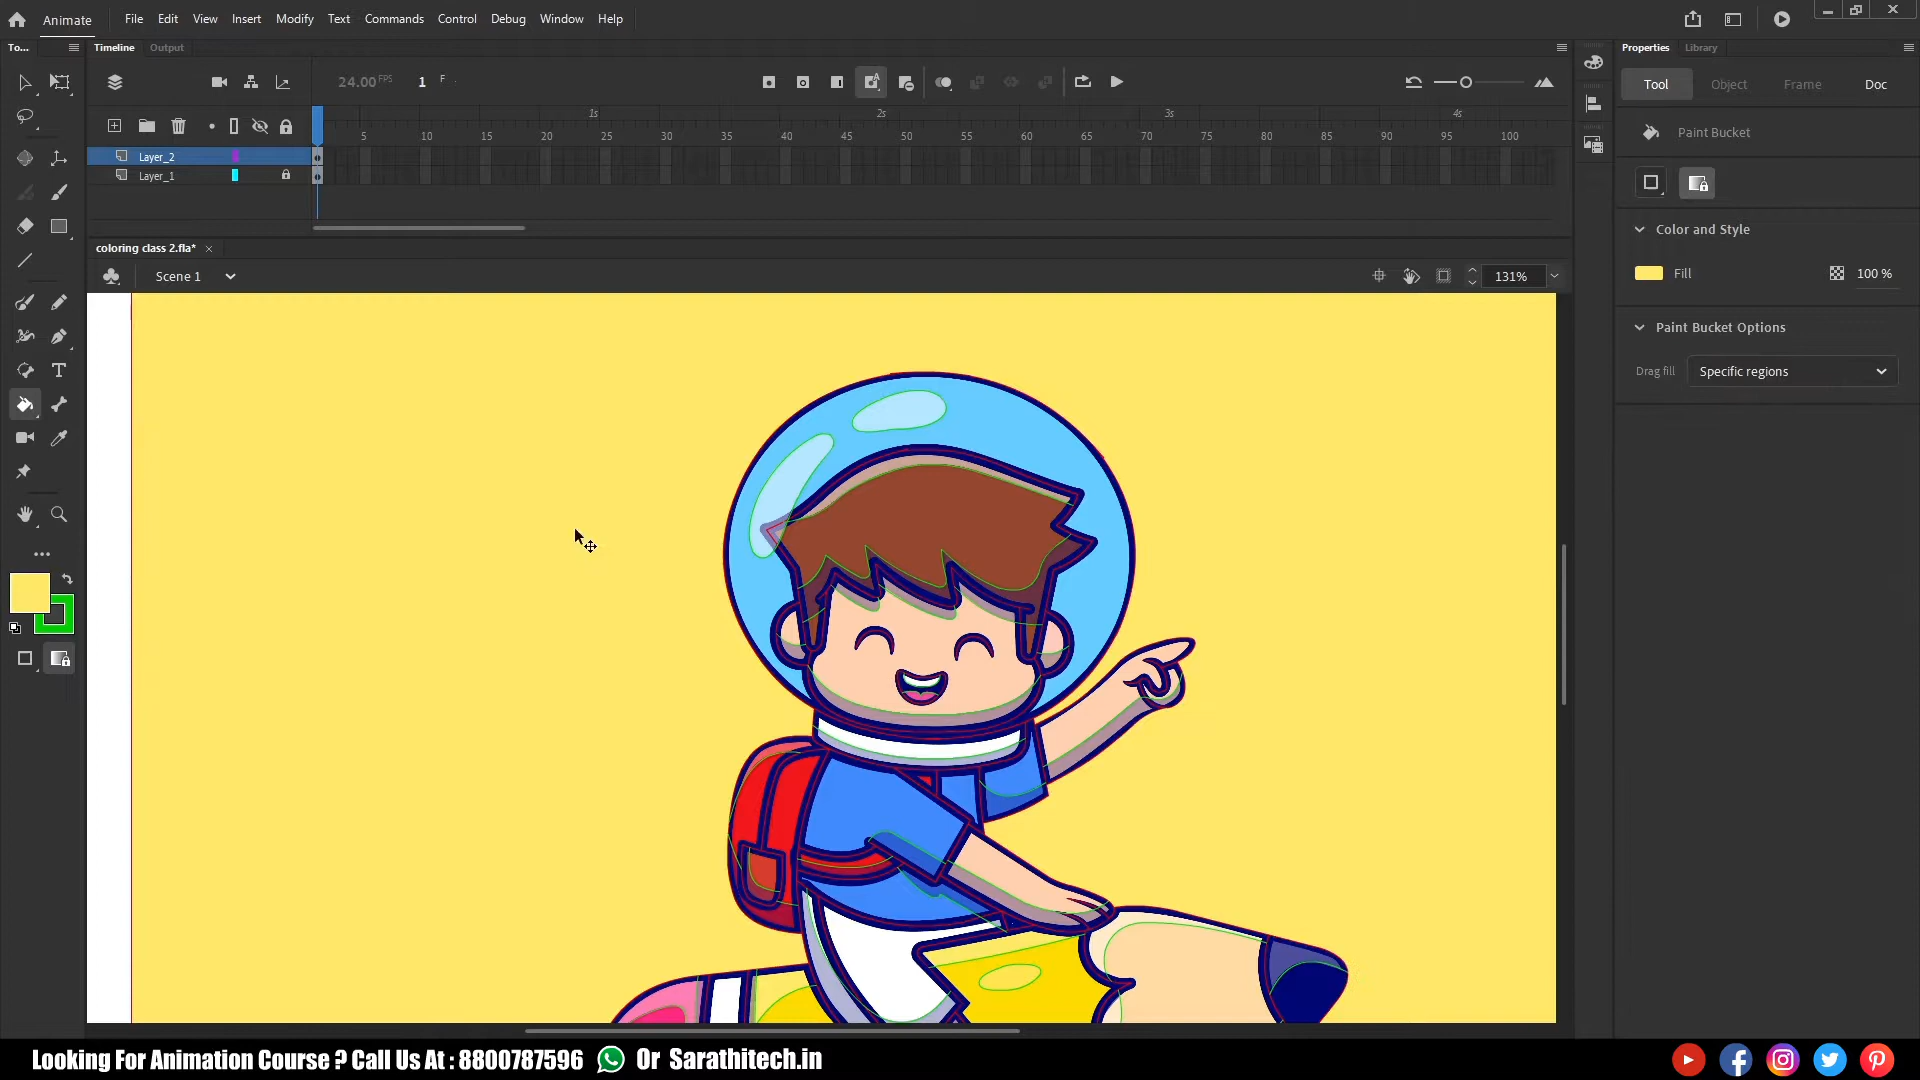 Animate File Edit View Insert Modify Text Commands Control Debug Window Help
To... Timeline Output Properties Library
24.00 FPS 1 F Tool Object Frame Doc
1s 2s 3s 4s
5 10 15 20 25 30 35 40 45 50 55 60 65 70 75 80 85 90 95 100
Paint Bucket
Layer_2
Layer_1
Color and Style
coloring class 2.fla* ×
Scene 1 131% Fill 100 %
Paint Bucket Options
Drag fill Specific regions
Looking For Animation Course ? Call Us At : 8800787596 Or Sarathitech.in